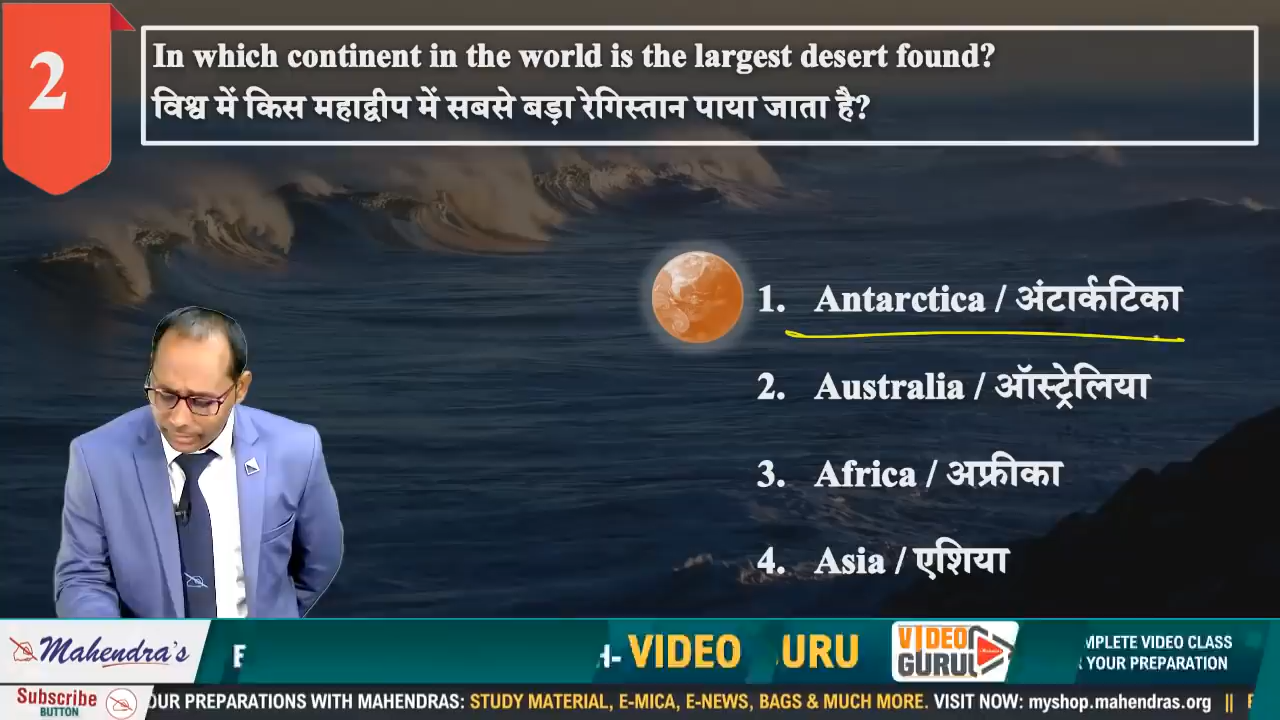 2
In which continent in the world is the largest desert found?
विश्व में किस महाद्वीप में सबसे बड़ा रेगिस्तान पाया जाता है?
1. Antarctica / अंटार्कटिका
2. Australia / ऑस्ट्रेलिया
3. Africa / अफ्रीका
4. Asia / एशिया
Mahendra's
VIDEO URU
VIDEO
GURU
MPLETE VIDEO CLASS
YOUR PREPARATION
Subscribe
BUTTON
OUR PREPARATIONS WITH MAHENDRAS: STUDY MATERIAL, E-MICA, E-NEWS, BAGS & MUCH MORE. VISIT NOW: myshop.mahendras.org ||